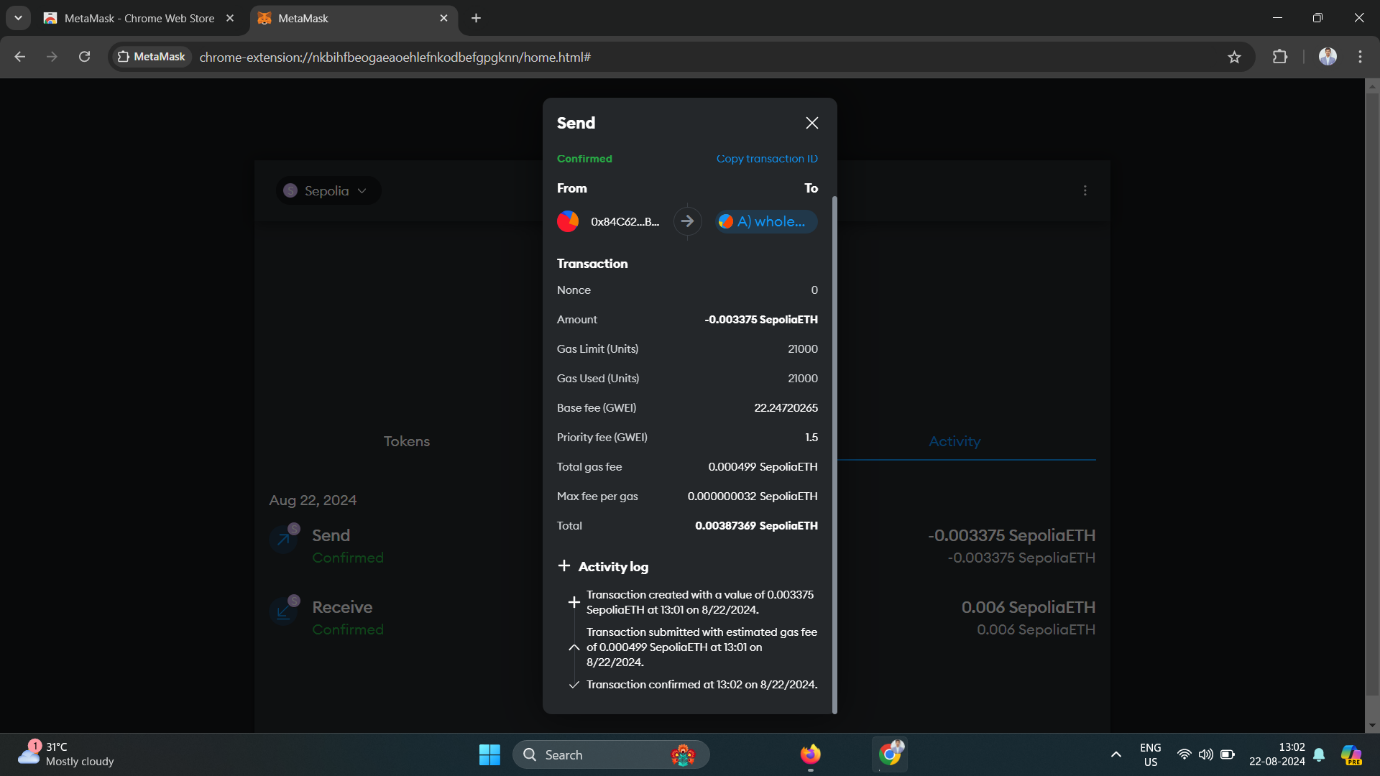 MetaMask - Chrome Web Store
MetaMask
MetaMask
chrome-extension://nkbihfbeogaeaoehlefnkodbefgpgknn/home.html#
Send
Confirmed
Copy transaction ID
From
To
0x84C62...B...
A) whole...
Sepolia
Transaction
Nonce
0
Amount
-0.003375 SepoliaETH
Gas Limit (Units)
21000
Gas Used (Units)
21000
Base fee (GWEI)
22.24720265
Priority fee (GWEI)
1.5
Total gas fee
0.000499 SepoliaETH
Max fee per gas
0.000000032 SepoliaETH
Total
0.00387369 SepoliaETH
Activity log
Transaction created with a value of 0.003375
SepoliaETH at 13:01 on 8/22/2024.
Transaction submitted with estimated gas fee
of 0.000499 SepoliaETH at 13:01 on
8/22/2024.
Transaction confirmed at 13:02 on 8/22/2024.
Tokens
Activity
Aug 22, 2024
S
Send
Confirmed
-0.003375 SepoliaETH
-0.003375 SepoliaETH
S
Receive
Confirmed
0.006 SepoliaETH
0.006 SepoliaETH
1
31°C
Mostly cloudy
Search
ENG
US
13:02
22-08-2024
PRE